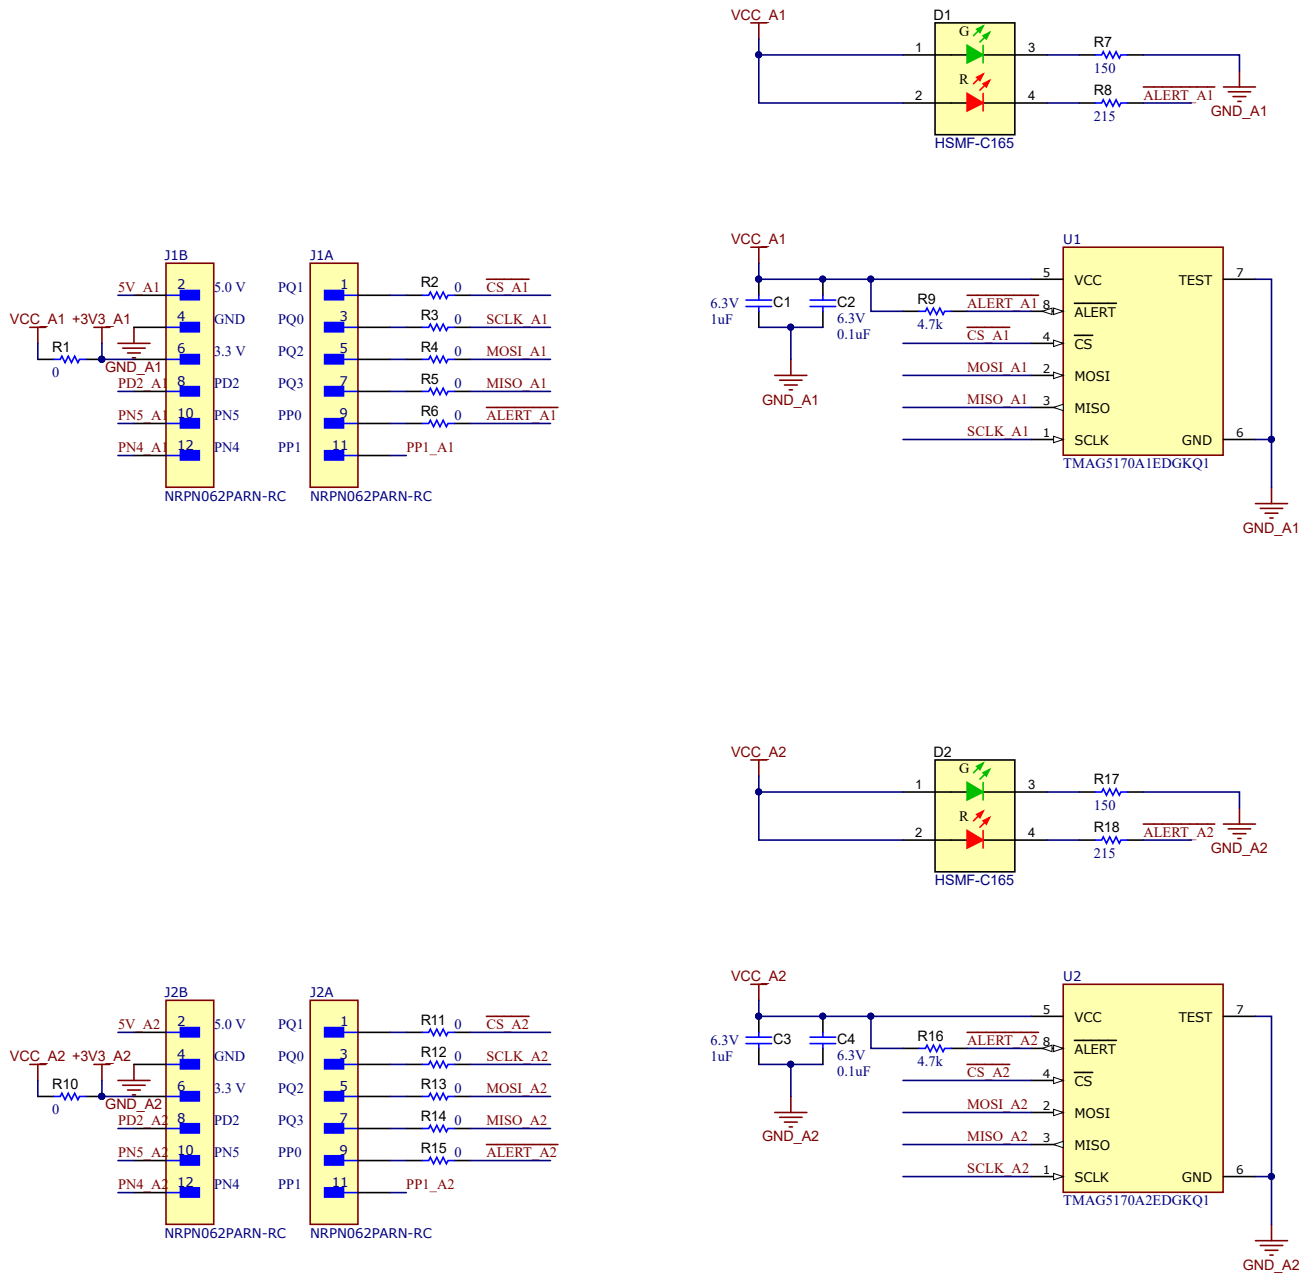 VCC_A1
D1
G
1
3
R7
150
R
2
4
R8
215
ALERT_A1
GND_A1
HSMF-C165
J1B
J1A
5V_A1
2
5.0 V
PQ1
1
R2
0
CS_A1
VCC_A1
+3V3_A1
4
GND
PQ0
3
R3
0
SCLK_A1
R1
0
GND_A1
6
3.3 V
PQ2
5
R4
0
MOSI_A1
PD2_A1
8
PD2
PQ3
7
R5
0
MISO_A1
PN5_A1
10
PN5
PP0
9
R6
0
ALERT_A1
PN4_A1
12
PN4
PP1
11
PP1_A1
NRPN062PARN-RC
NRPN062PARN-RC
VCC_A1
U1
5
VCC
TEST
7
6.3V
1uF
C1
C2
6.3V
0.1uF
R9
4.7k
ALERT_A1
8
ALERT
CS_A1
4
CS
MOSI_A1
2
MOSI
MISO_A1
3
MISO
SCLK_A1
1
SCLK
GND
6
GND_A1
TMAG5170A1EDGKQ1
GND_A1
VCC_A2
D2
G
1
3
R17
150
R
2
4
R18
215
ALERT_A2
GND_A2
HSMF-C165
J2B
J2A
5V_A2
2
5.0 V
PQ1
1
R11
0
CS_A2
VCC_A2
+3V3_A2
4
GND
PQ0
3
R12
0
SCLK_A2
R10
0
GND_A2
6
3.3 V
PQ2
5
R13
0
MOSI_A2
PD2_A2
8
PD2
PQ3
7
R14
0
MISO_A2
PN5_A2
10
PN5
PP0
9
R15
0
ALERT_A2
PN4_A2
12
PN4
PP1
11
PP1_A2
NRPN062PARN-RC
NRPN062PARN-RC
VCC_A2
U2
5
VCC
TEST
7
6.3V
1uF
C3
C4
6.3V
0.1uF
R16
4.7k
ALERT_A2
8
ALERT
CS_A2
4
CS
MOSI_A2
2
MOSI
MISO_A2
3
MISO
SCLK_A2
1
SCLK
GND
6
GND_A2
TMAG5170A2EDGKQ1
GND_A2